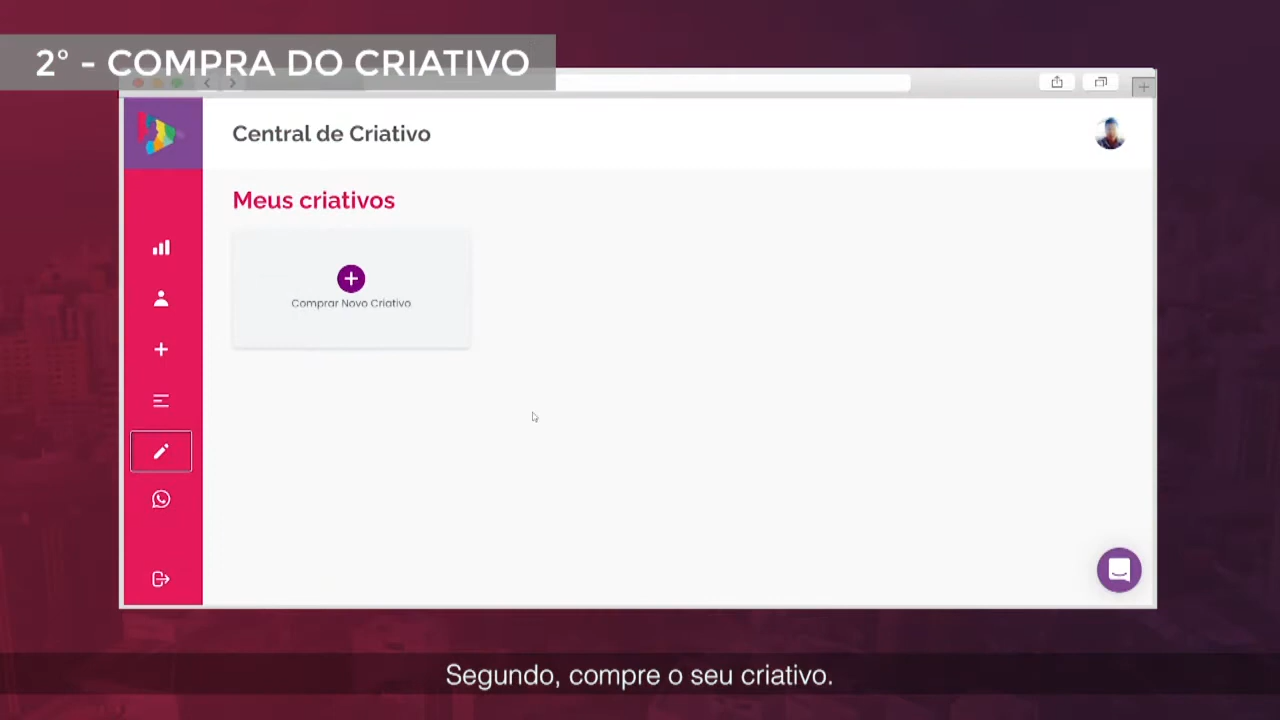 2° - COMPRA DO CRIATIVO
Central de Criativo
Meus criativos
Comprar Novo Criativo
Segundo, compre o seu criativo.